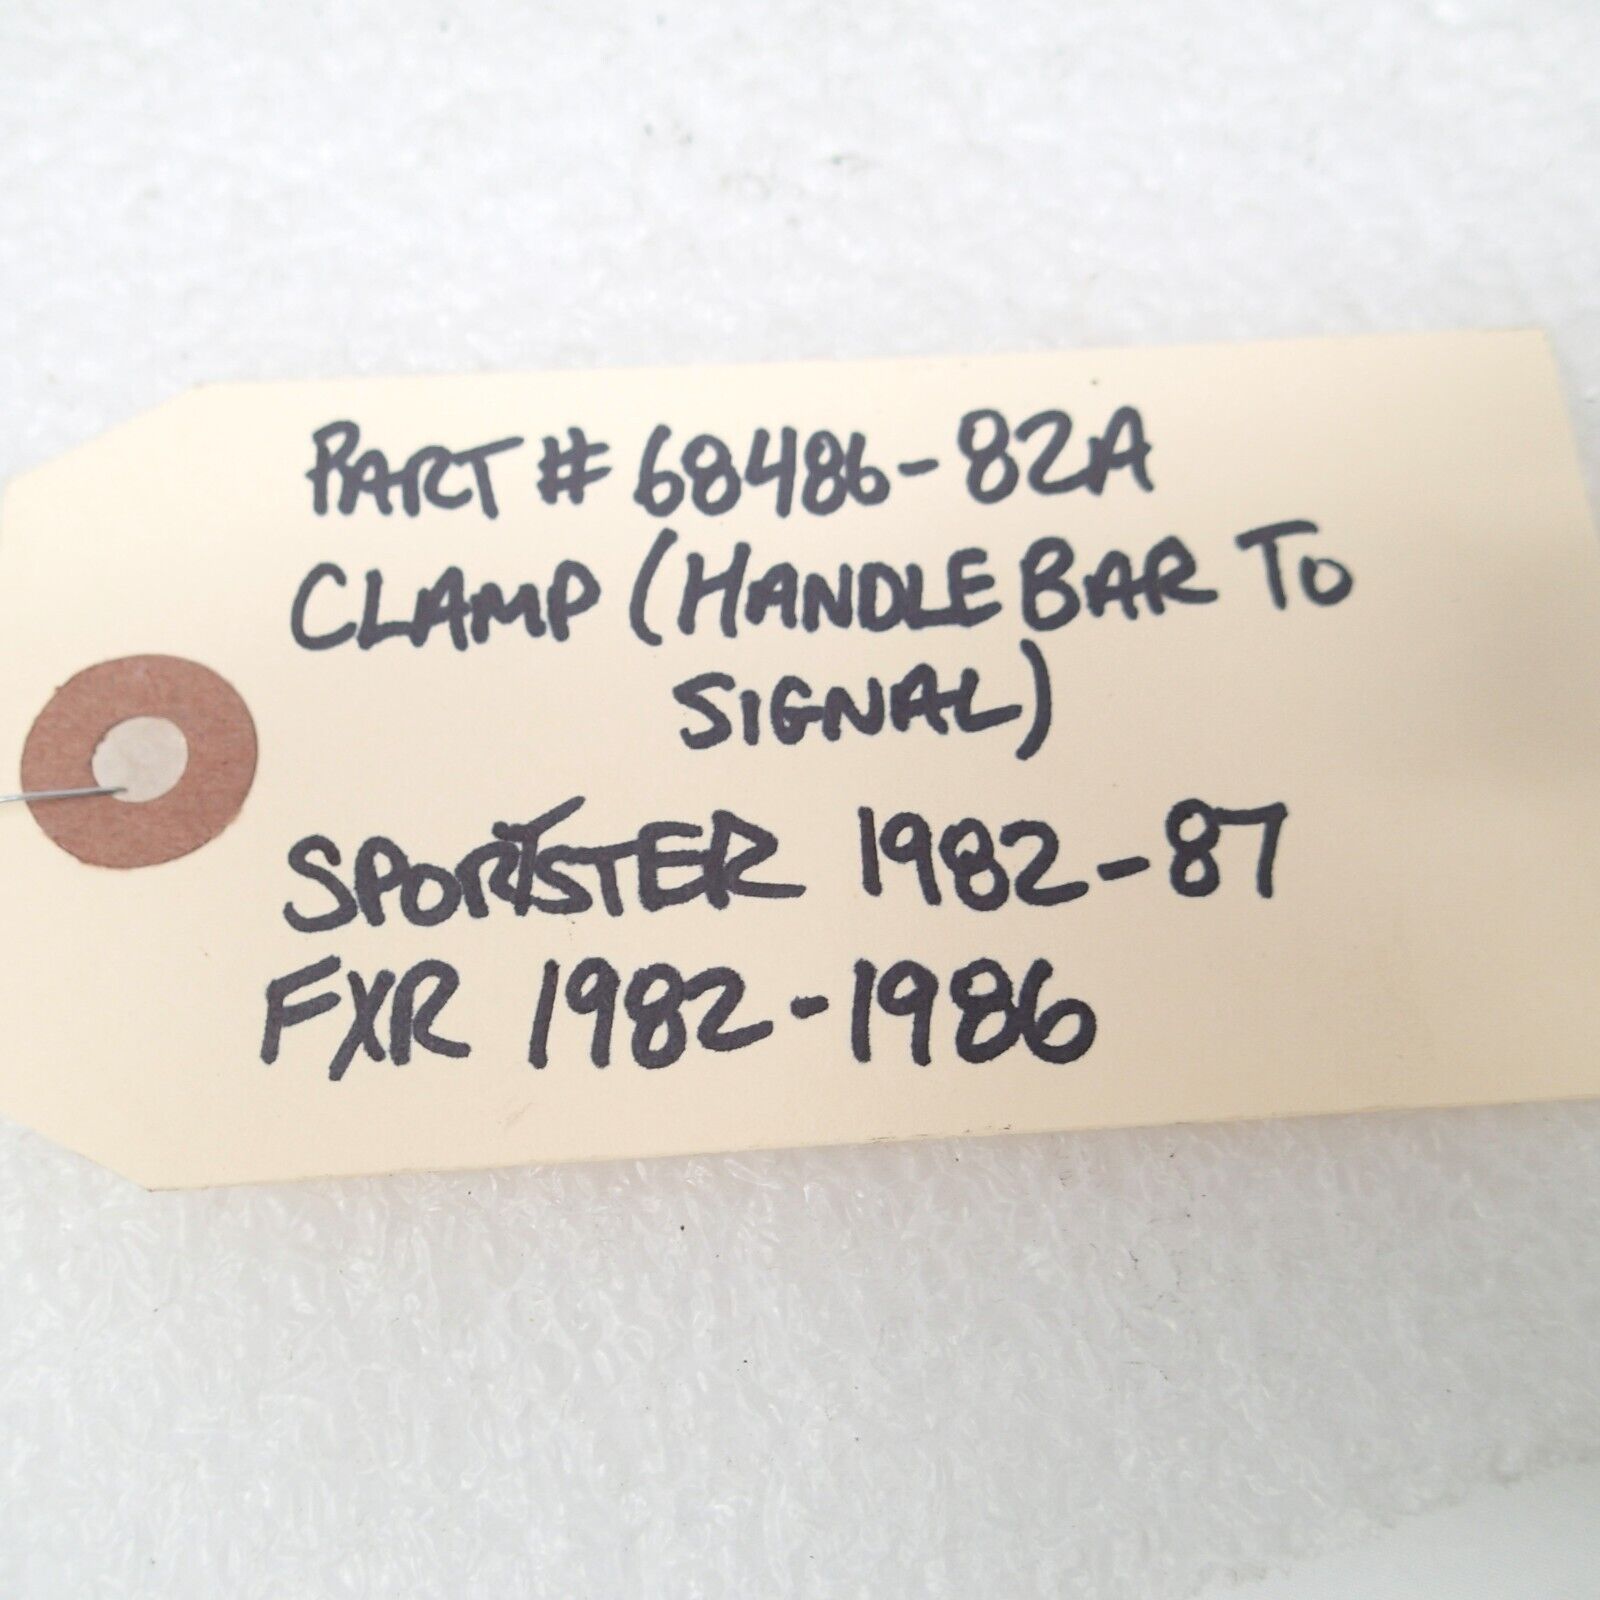 PART # 68486-82A
CLAMP (HANDLE BAR TO
SIGNAL)
SPORTSTER 1982-87
FXR 1982-1986